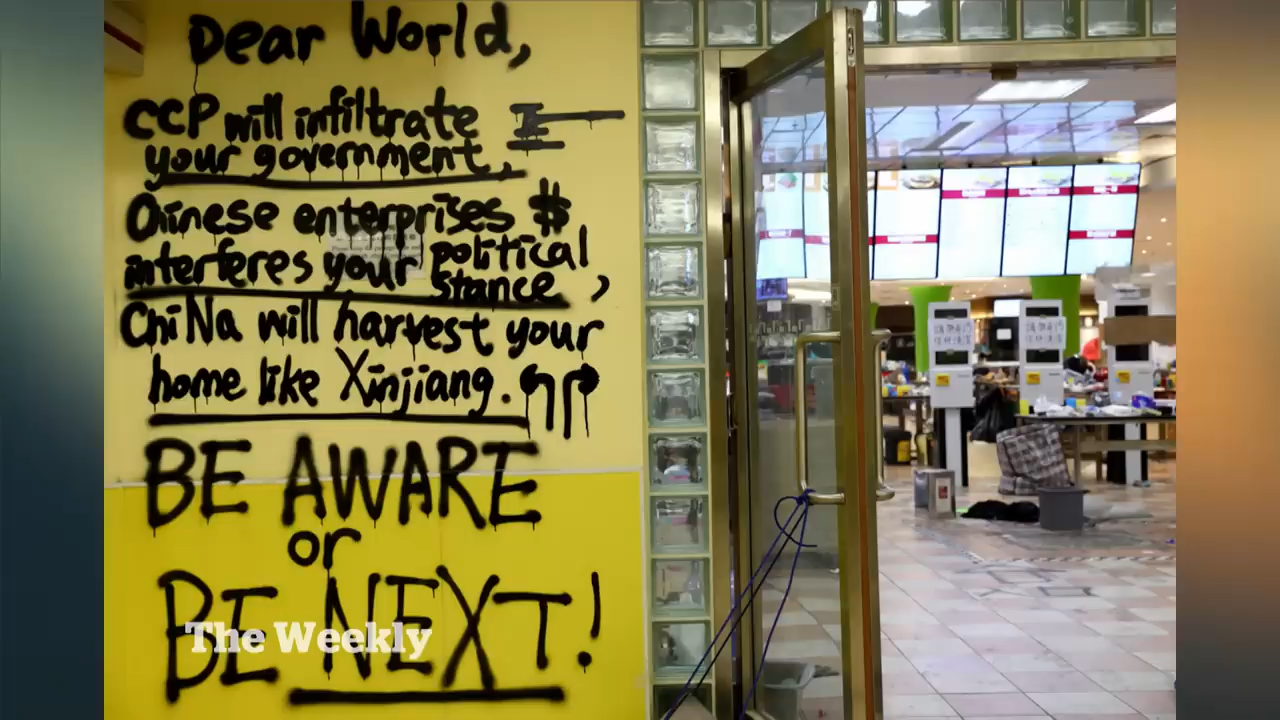 Dear World,
CCP will infiltrate
your government,
Chinese enterprises $
interferes your political
stance,
ChiNa will harvest your
home like Xinjiang.
BE AWARE
or
BE NEXT!
The Weekly